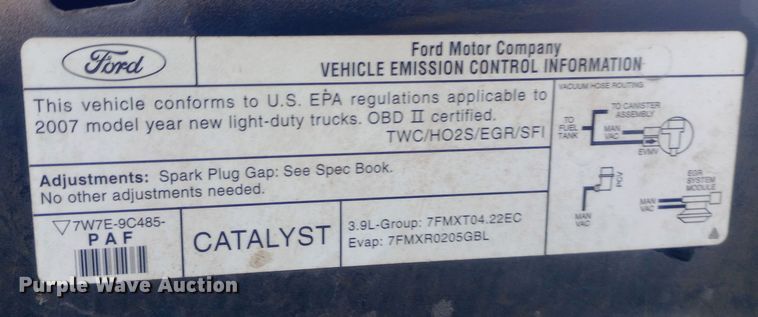 Ford
Ford Motor Company
VEHICLE EMISSION CONTROL INFORMATION
This vehicle conforms to U.S. EPA regulations applicable to
2007 model year new light-duty trucks. OBD II certified.
TWC/HO2S/EGR/SFI
Adjustments: Spark Plug Gap: See Spec Book.
No other adjustments needed.
7W7E-9C485-
PAF
CATALYST
3.9L-Group: 7FMXT04.22EC
Evap: 7FMXR0205GBL
VACUUM HOSE ROUTING
TO CANISTER
ASSEMBLY
TO
FUEL
TANK
MAN
VAC
EVMV
PCV
MAN
VAC
EGR
SYSTEM
MODULE
MAN
VAC
Purple Wave Auction